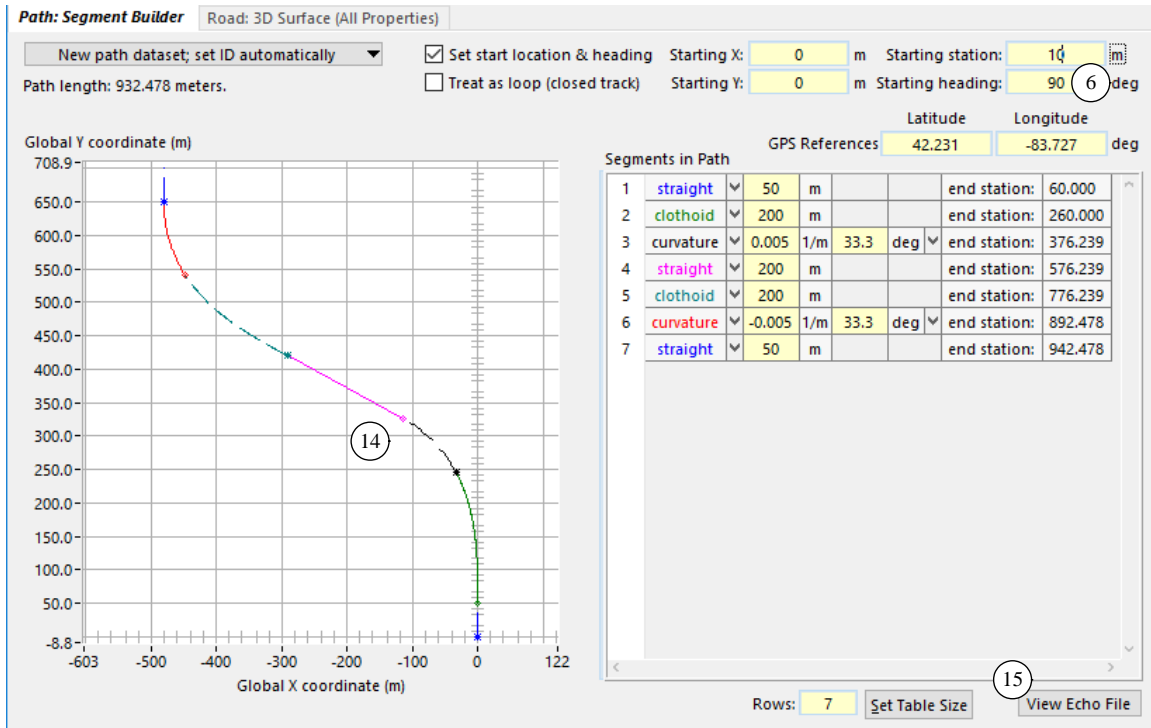 Path: Segment Builder Road: 3D Surface (All Properties)
New path dataset; set ID automatically Set start location & heading Starting X: 0 m Starting station: 10 m
Path length: 932.478 meters. Treat as loop (closed track) Starting Y: 0 m Starting heading: 90 6 deg
Latitude Longitude
GPS References 42.231 -83.727 deg
Global Y coordinate (m)
708.9
650.0
600.0
550.0
500.0
450.0
400.0
350.0
300.0
250.0
200.0
150.0
100.0
50.0
-8.8
14
-603 -500 -400 -300 -200 -100 0 122
Global X coordinate (m)
Segments in Path
1 straight 50 m end station: 60.000
2 clothoid 200 m end station: 260.000
3 curvature 0.005 1/m 33.3 deg end station: 376.239
4 straight 200 m end station: 576.239
5 clothoid 200 m end station: 776.239
6 curvature -0.005 1/m 33.3 deg end station: 892.478
7 straight 50 m end station: 942.478
15
Rows: 7 Set Table Size View Echo File